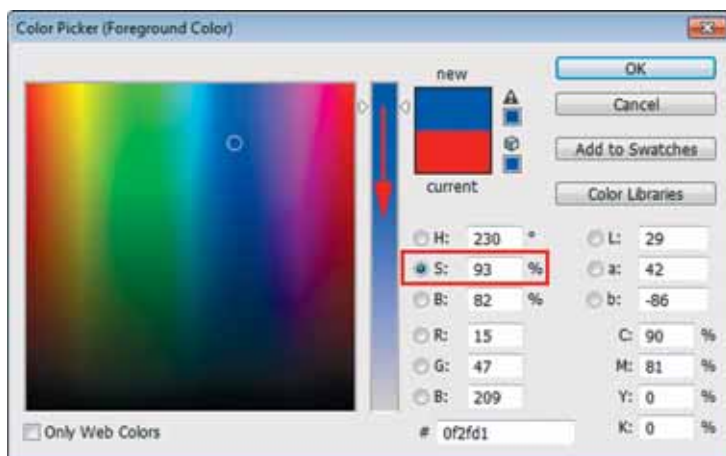 Color Picker (Foreground Color)
new
current
OK
Cancel
Add to Swatches
Color Libraries
H: 230 °
S: 93 %
B: 82 %
R: 15
G: 47
B: 209
L: 29
a: 42
b: -86
C: 90 %
M: 81 %
Y: 0 %
K: 0 %
Only Web Colors
# 0f2fd1